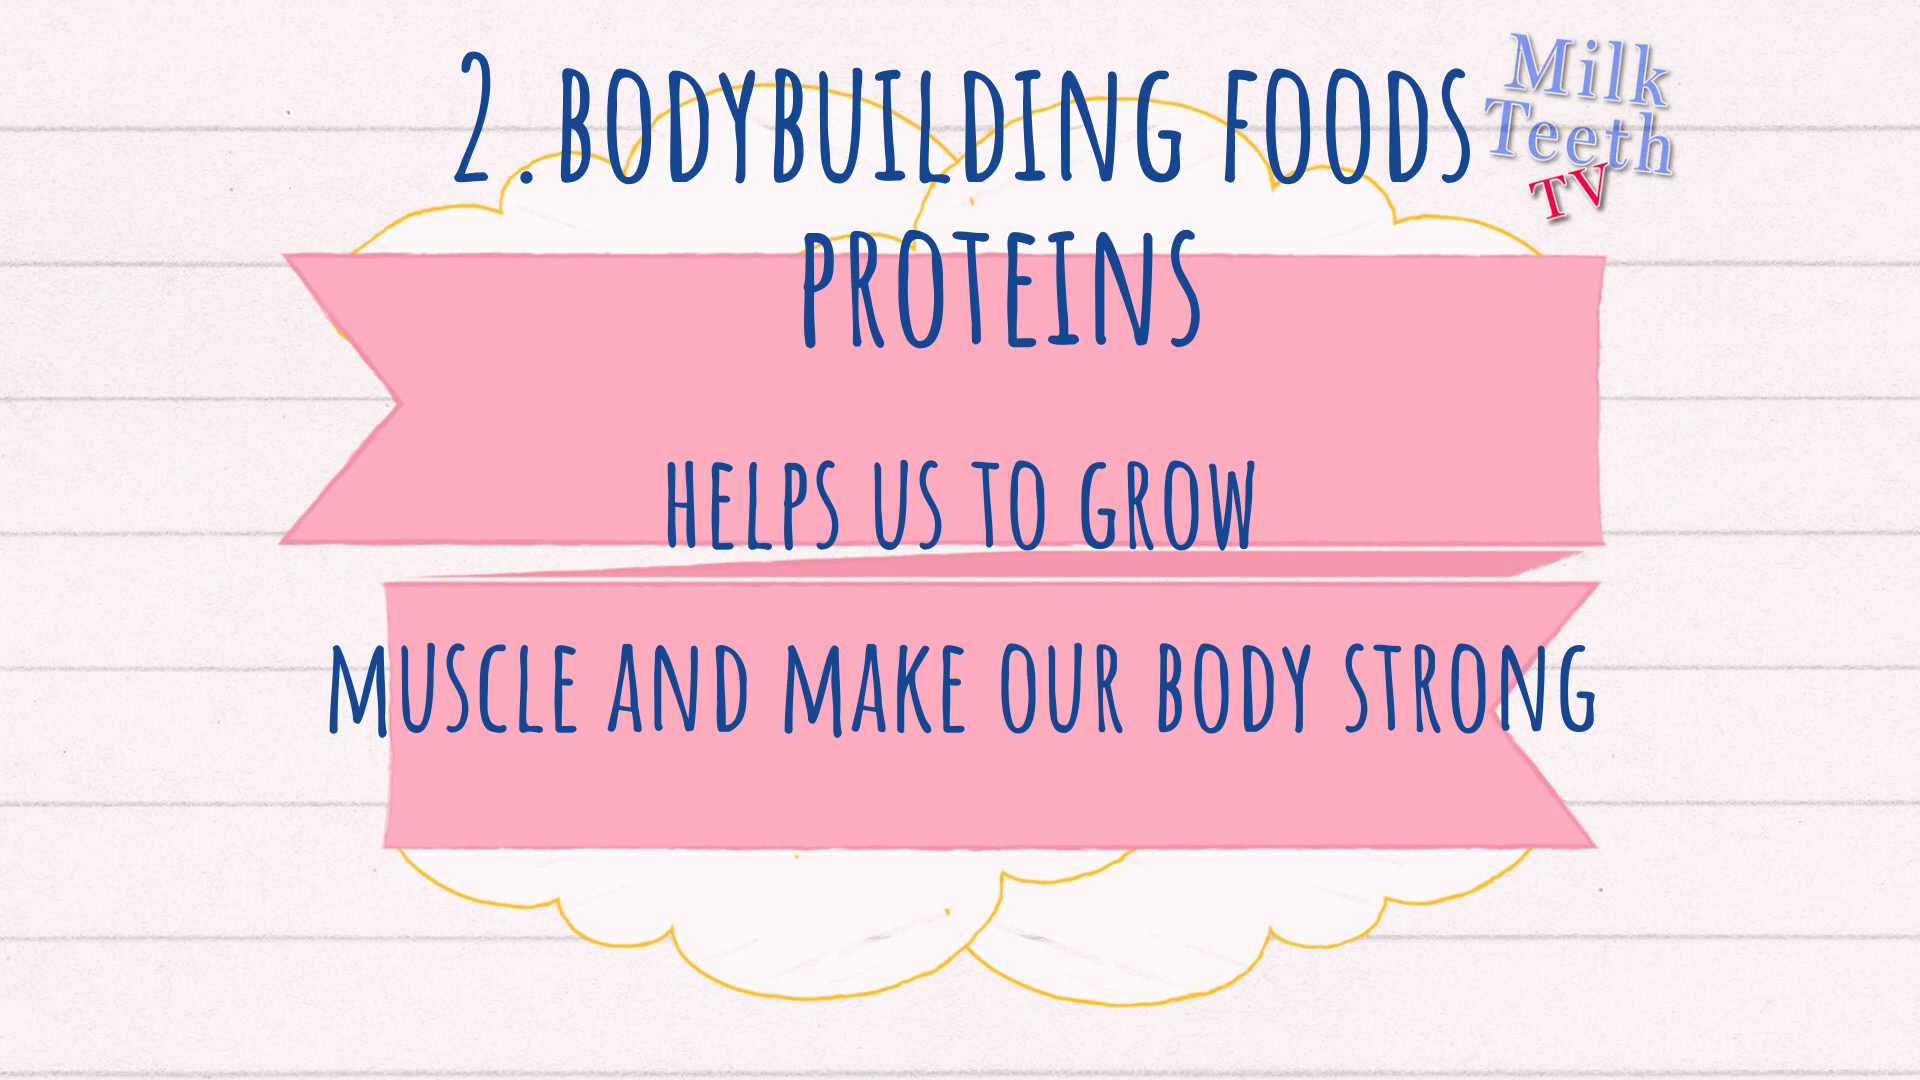 2. BODYBUILDING FOODS
PROTEINS
HELPS US TO GROW
MUSCLE AND MAKE OUR BODY STRONG
Milk
Teeth
TV